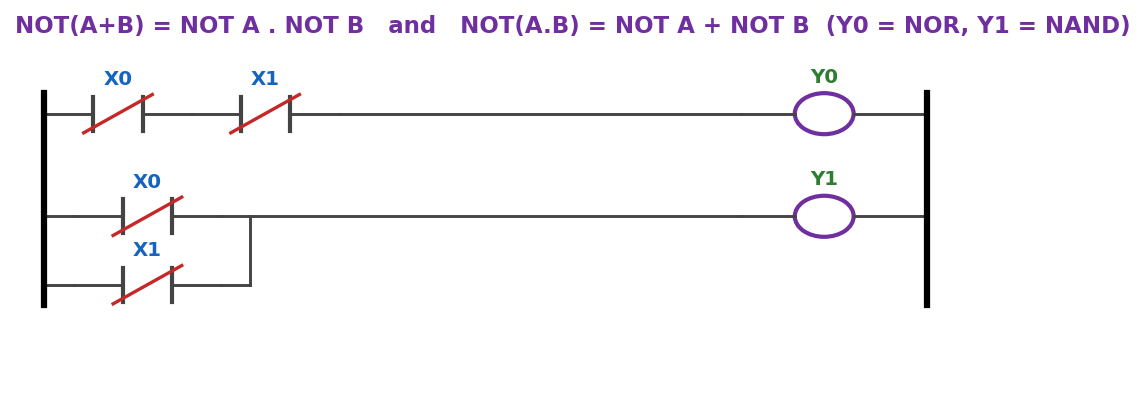 NOT(A+B) = NOT A . NOT B   and   NOT(A.B) = NOT A + NOT B  (Y0 = NOR, Y1 = NAND)
X0 X1 Y0
X0 Y1
X1